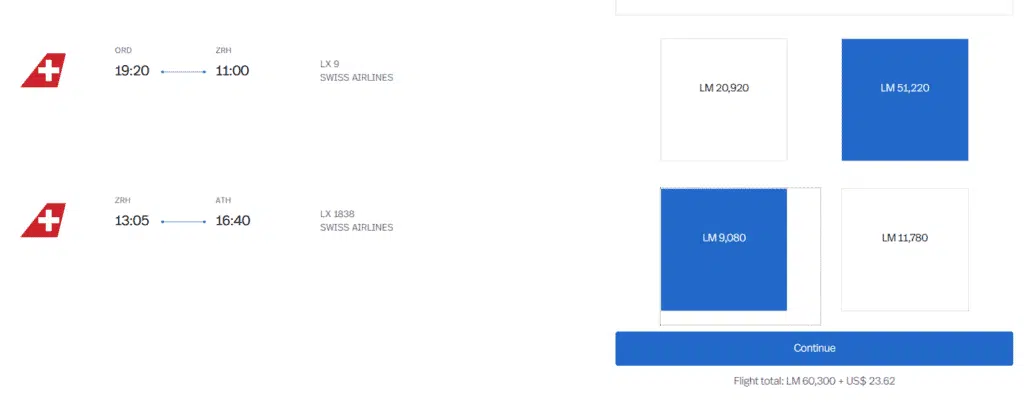 ORD ZRH
19:20 11:00
LX 9
SWISS AIRLINES
LM 20,920 LM 51,220
ZRH ATH
13:05 16:40
LX 1838
SWISS AIRLINES
LM 9,080 LM 11,780
Continue
Flight total: LM 60,300 + US$ 23.62